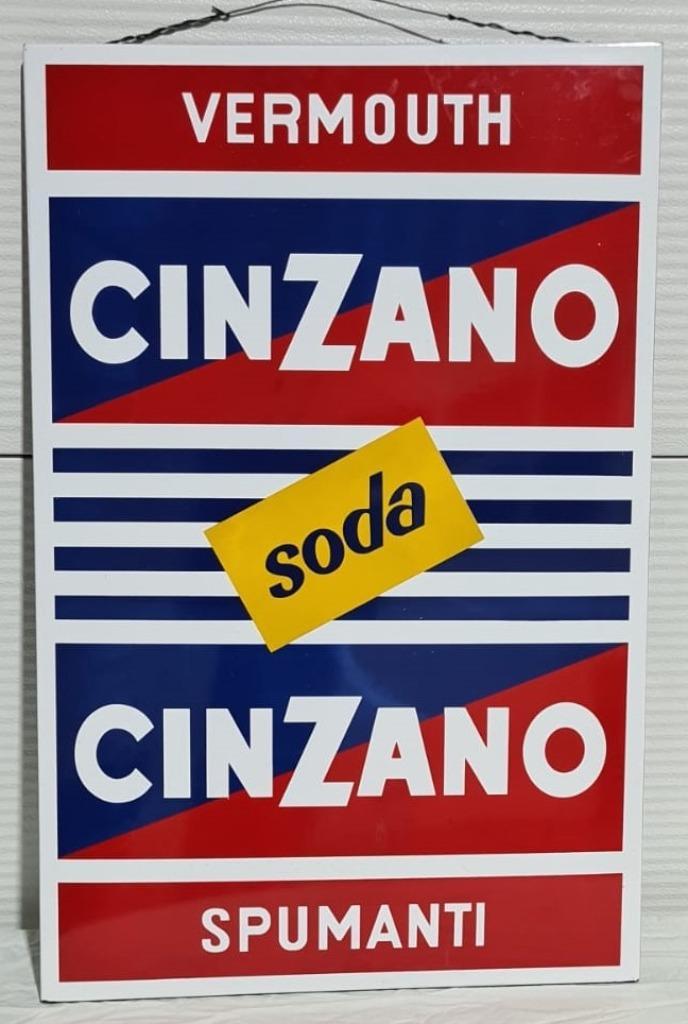 VERMOUTH
CINZANO
soda
CINZANO
SPUMANTI